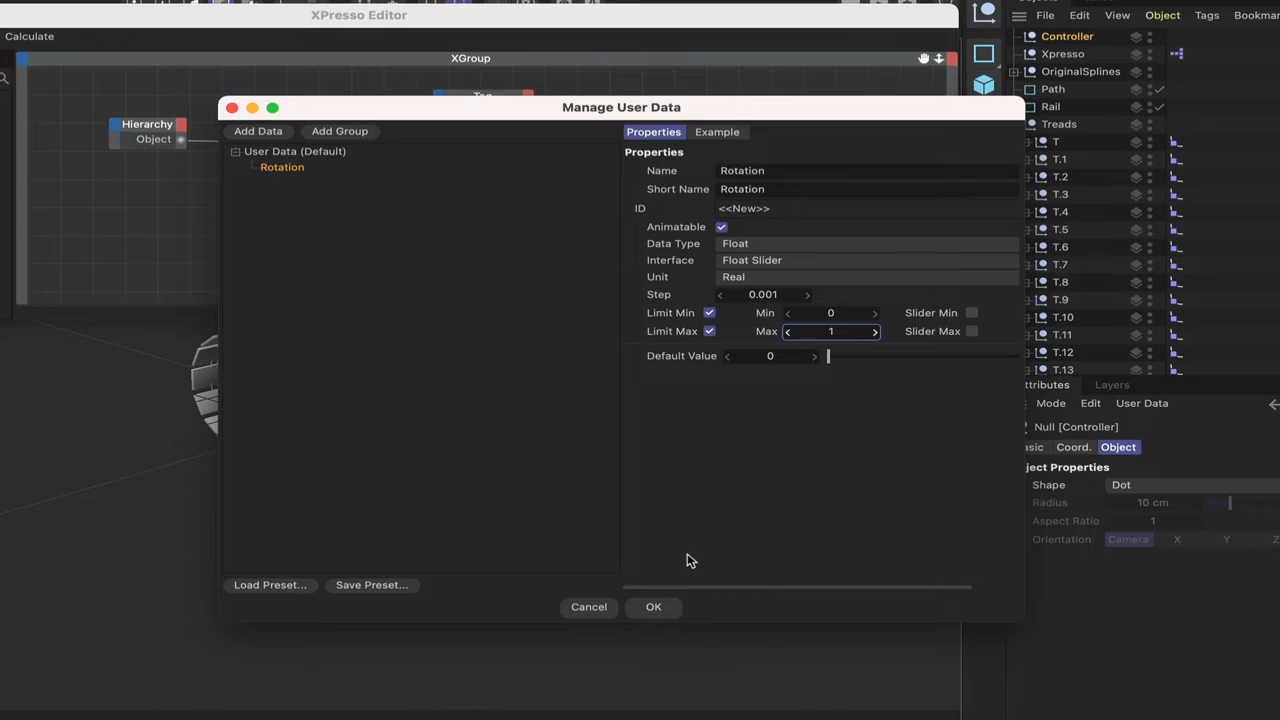 XPresso Editor
Calculate
XGroup
Hierarchy
Object
Manage User Data
Add Data
Add Group
User Data (Default)
Rotation
Load Preset...
Save Preset...
Properties
Example
Properties
Name Rotation
Short Name Rotation
ID <<New>>
Animatable
Data Type Float
Interface Float Slider
Unit Real
Step 0.001
Limit Min Min 0 Slider Min
Limit Max Max 1 Slider Max
Default Value 0
Cancel
OK
File Edit View Object Tags Bookmar
Controller
Xpresso
OriginalSplines
Path
Rail
Treads
T
T.1
T.2
T.3
T.4
T.5
T.6
T.7
T.8
T.9
T.10
T.11
T.12
T.13
ttributes Layers
Mode Edit User Data
Null [Controller]
asic Coord. Object
ject Properties
Shape Dot
Radius 10 cm
Aspect Ratio 1
Orientation Camera X Y Z